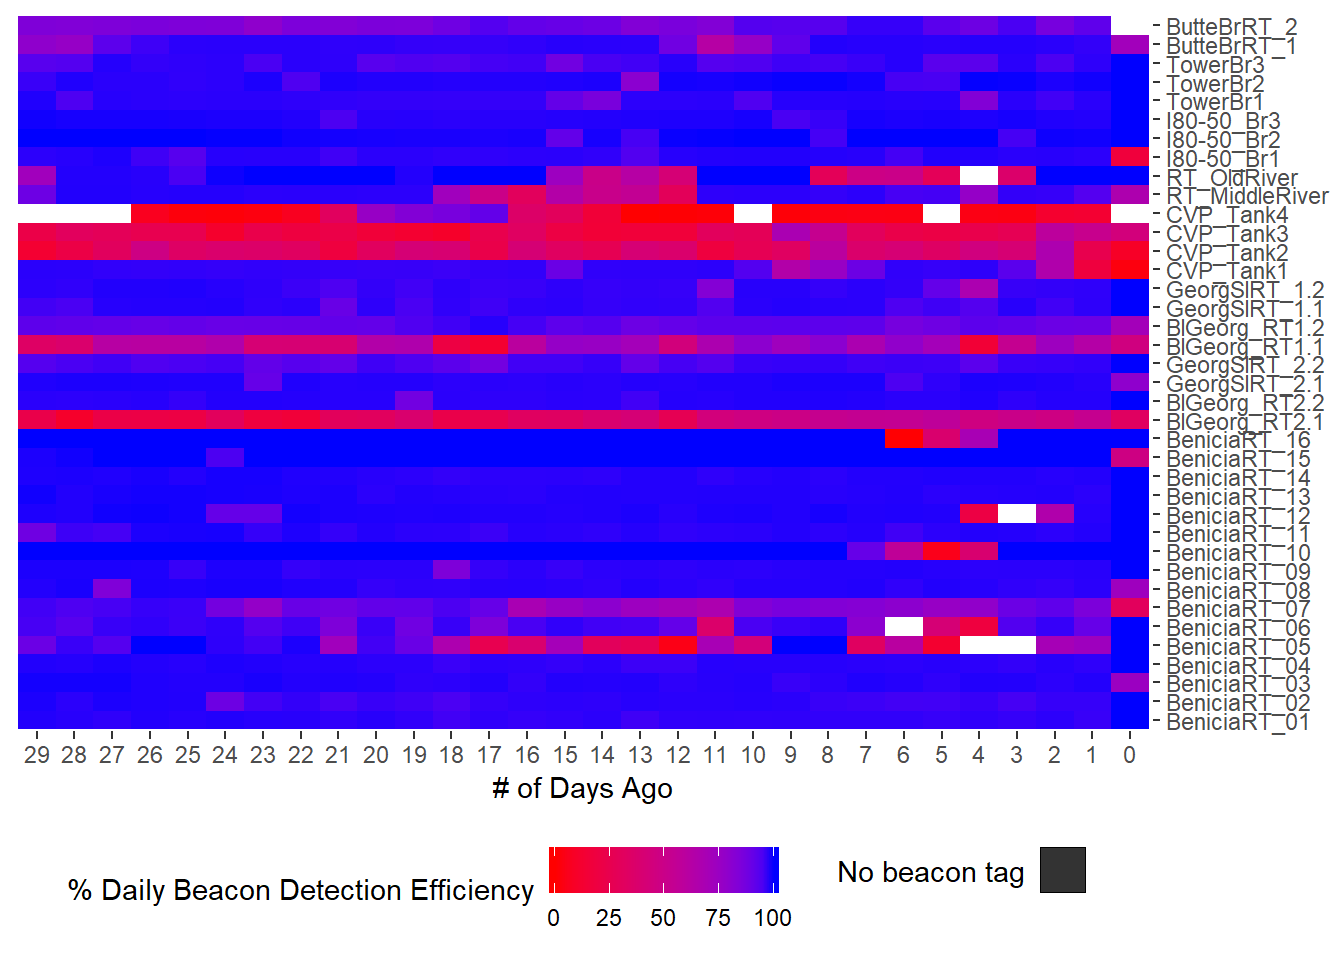 ButteBrRT_2
ButteBrRT_1
TowerBr3
TowerBr2
TowerBr1
I80-50_Br3
I80-50_Br2
I80-50_Br1
RT_OldRiver
RT_MiddleRiver
CVP_Tank4
CVP_Tank3
CVP_Tank2
CVP_Tank1
GeorgSlRT_1.2
GeorgSlRT_1.1
BlGeorg_RT1.2
BlGeorg_RT1.1
GeorgSlRT_2.2
GeorgSlRT_2.1
BlGeorg_RT2.2
BlGeorg_RT2.1
BeniciaRT_16
BeniciaRT_15
BeniciaRT_14
BeniciaRT_13
BeniciaRT_12
BeniciaRT_11
BeniciaRT_10
BeniciaRT_09
BeniciaRT_08
BeniciaRT_07
BeniciaRT_06
BeniciaRT_05
BeniciaRT_04
BeniciaRT_03
BeniciaRT_02
BeniciaRT_01
29 28 27 26 25 24 23 22 21 20 19 18 17 16 15 14 13 12 11 10 9 8 7 6 5 4 3 2 1 0
# of Days Ago
% Daily Beacon Detection Efficiency
0 25 50 75 100
No beacon tag